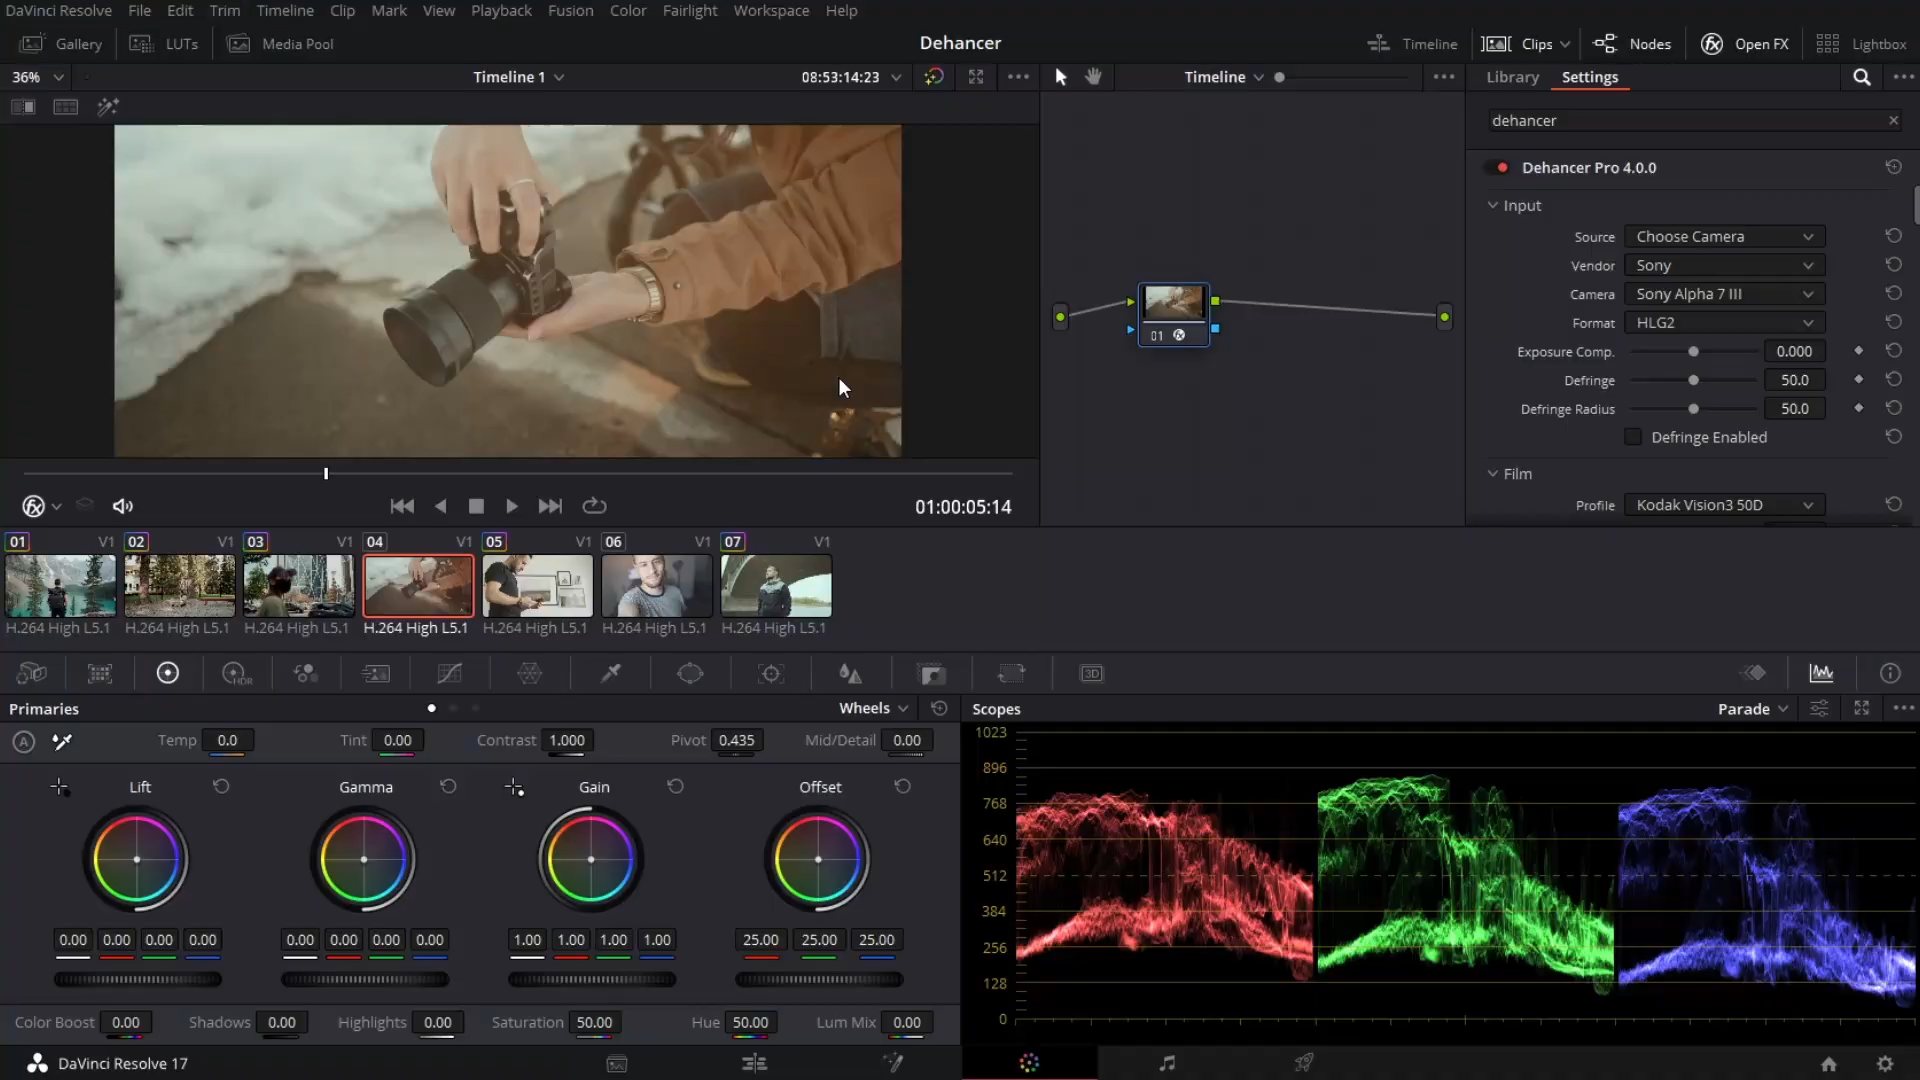 DaVinci Resolve File Edit Trim Timeline Clip Mark View Playback Fusion Color Fairlight Workspace Help
Gallery LUTs Media Pool Dehancer Timeline Clips Nodes Open FX Lightbox
36% Timeline 1 08:53:14:23 Timeline Library Settings
dehancer
Dehancer Pro 4.0.0
Input
Source Choose Camera
Vendor Sony
Camera Sony Alpha 7 III
Format HLG2
Exposure Comp. 0.000
Defringe 50.0
Defringe Radius 50.0
Defringe Enabled
Film
Profile Kodak Vision3 50D
01
01:00:05:14
01 V1 02 V1 03 V1 04 V1 05 V1 06 V1 07 V1
H.264 High L5.1 H.264 High L5.1 H.264 High L5.1 H.264 High L5.1 H.264 High L5.1 H.264 High L5.1 H.264 High L5.1
HDR 3D
Primaries Wheels Scopes Parade
A Temp 0.0 Tint 0.00 Contrast 1.000 Pivot 0.435 Mid/Detail 0.00
Lift Gamma Gain Offset
0.00 0.00 0.00 0.00 0.00 0.00 0.00 0.00 1.00 1.00 1.00 1.00 25.00 25.00 25.00
Color Boost 0.00 Shadows 0.00 Highlights 0.00 Saturation 50.00 Hue 50.00 Lum Mix 0.00
1023
896
768
640
512
384
256
128
0
DaVinci Resolve 17